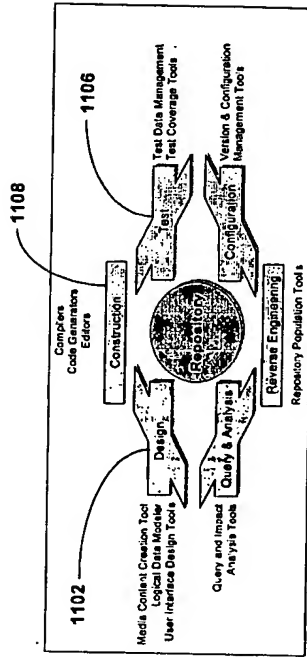 1108
Compilers
Code Generators
Editors
Construction
1102
Media Content Creation Tool
Logical Data Modeler
User Interface Design Tools
Design
1106
Test Data Management
Test Coverage Tools
Test
Repository
Query and Impact
Analysis Tools
Query & Analysis
Version & Configuration
Management Tools
Configuration
Reverse Engineering
Repository Population Tools